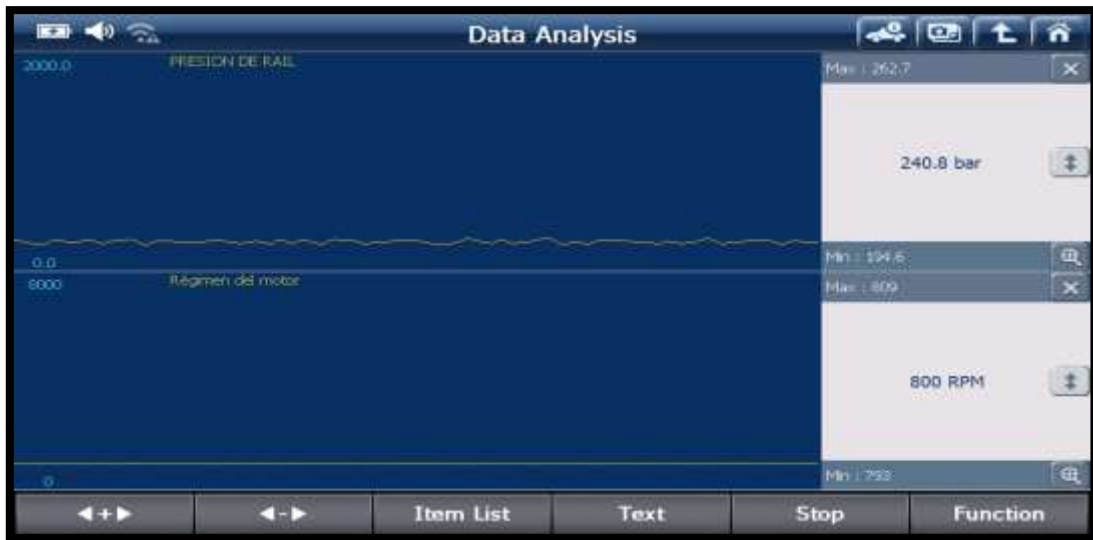 Data Analysis
2000.0 PRESION DE RAIL Max : 262.7
240.8 bar
0.0 Min : 194.6
8000 Régimen del motor Max : 809
800 RPM
0 Min : 793
◄+► ◄-► Item List Text Stop Function